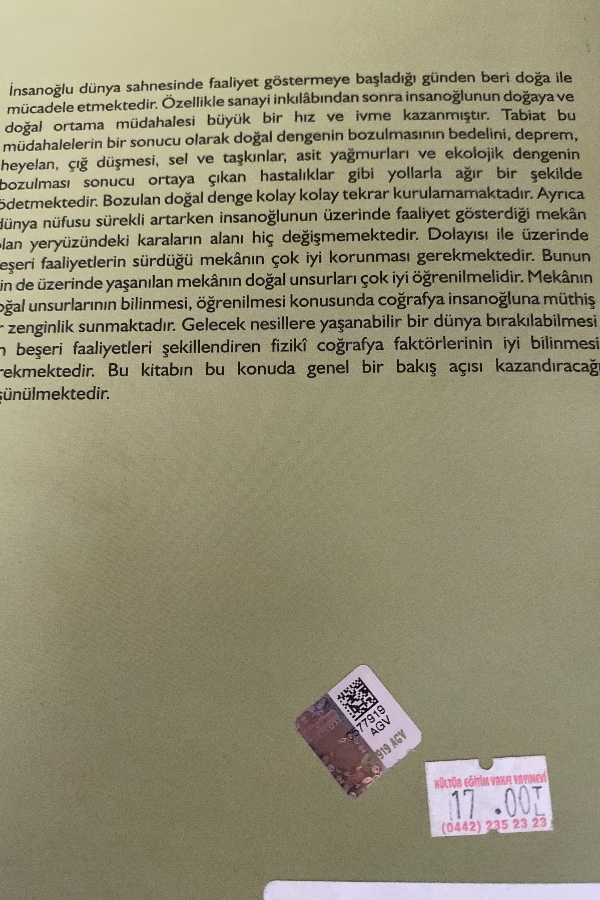 İnsanoğlu dünya sahnesinde faaliyet göstermeye başladığı günden beri doğa ile
mücadele etmektedir. Özellikle sanayi inkılâbından sonra insanoğlunun doğaya ve
doğal ortama müdahalesi büyük bir hız ve ivme kazanmıştır. Tabiat bu
müdahalelerin bir sonucu olarak doğal dengenin bozulmasının bedelini, deprem,
heyelan, çığ düşmesi, sel ve taşkınlar, asit yağmurları ve ekolojik dengenin
bozulması sonucu ortaya çıkan hastalıklar gibi yollarla ağır bir şekilde
ödetmektedir. Bozulan doğal denge kolay kolay tekrar kurulamamaktadır. Ayrıca
dünya nüfusu sürekli artarken insanoğlunun üzerinde faaliyet gösterdiği mekân
olan yeryüzündeki karaların alanı hiç değişmemektedir. Dolayısı ile üzerinde
beşeri faaliyetlerin sürdüğü mekânın çok iyi korunması gerekmektedir. Bunun
in de üzerinde yaşanılan mekânın doğal unsurları çok iyi öğrenilmelidir. Mekânın
oğal unsurlarının bilinmesi, öğrenilmesi konusunda coğrafya insanoğluna müthiş
r zenginlik sunmaktadır. Gelecek nesillere yaşanabilir bir dünya bırakılabilmesi
n beşeri faaliyetleri şekillendiren fizikî coğrafya faktörlerinin iyi bilinmesi
rekmektedir. Bu kitabın bu konuda genel bir bakış açısı kazandıracağı
şünülmektedir.
0577919
AGV
919 AGV
KÜLTÜR EĞİTİM VAKFI YAYINEVİ
17 .00T
(0442) 235 23 23